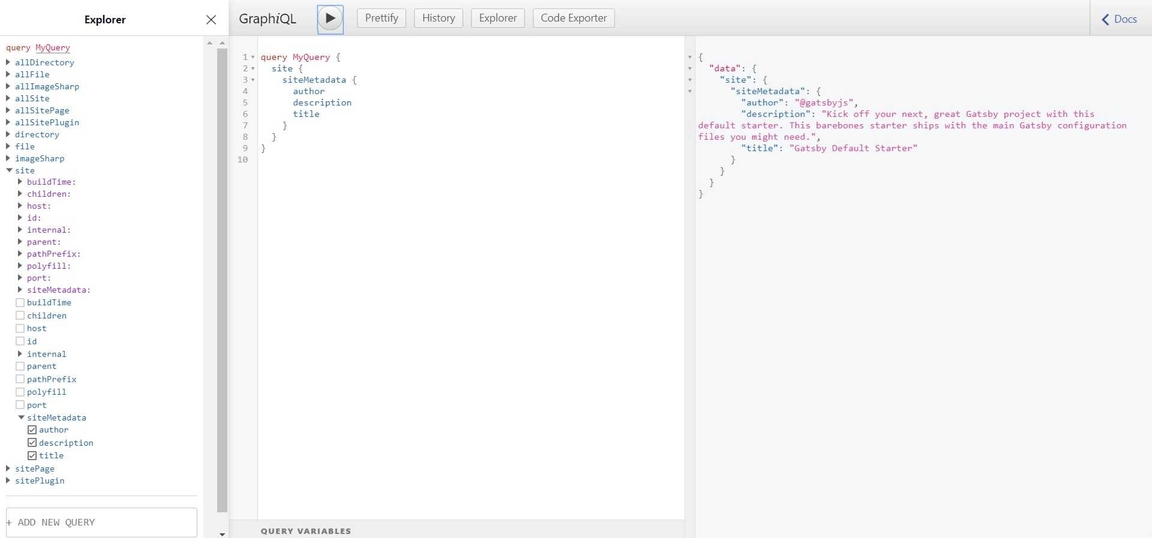 Explorer
GraphiQL
Prettify
History
Explorer
Code Exporter
Docs
query MyQuery
allDirectory
allFile
allImageSharp
allSite
allSitePage
allSitePlugin
directory
file
imageSharp
site
buildTime:
children:
host:
id:
internal:
parent:
pathPrefix:
polyfill:
port:
siteMetadata:
buildTime
children
host
id
internal
parent
pathPrefix
polyfill
port
siteMetadata
author
description
title
sitePage
sitePlugin
+ ADD NEW QUERY
1 query MyQuery {
2 site {
3 siteMetadata {
4 author
5 description
6 title
7 }
8 }
9 }
10
QUERY VARIABLES
{
"data": {
"site": {
"siteMetadata": {
"author": "@gatsbyjs",
"description": "Kick off your next, great Gatsby project with this
default starter. This barebones starter ships with the main Gatsby configuration
files you might need.",
"title": "Gatsby Default Starter"
}
}
}
}